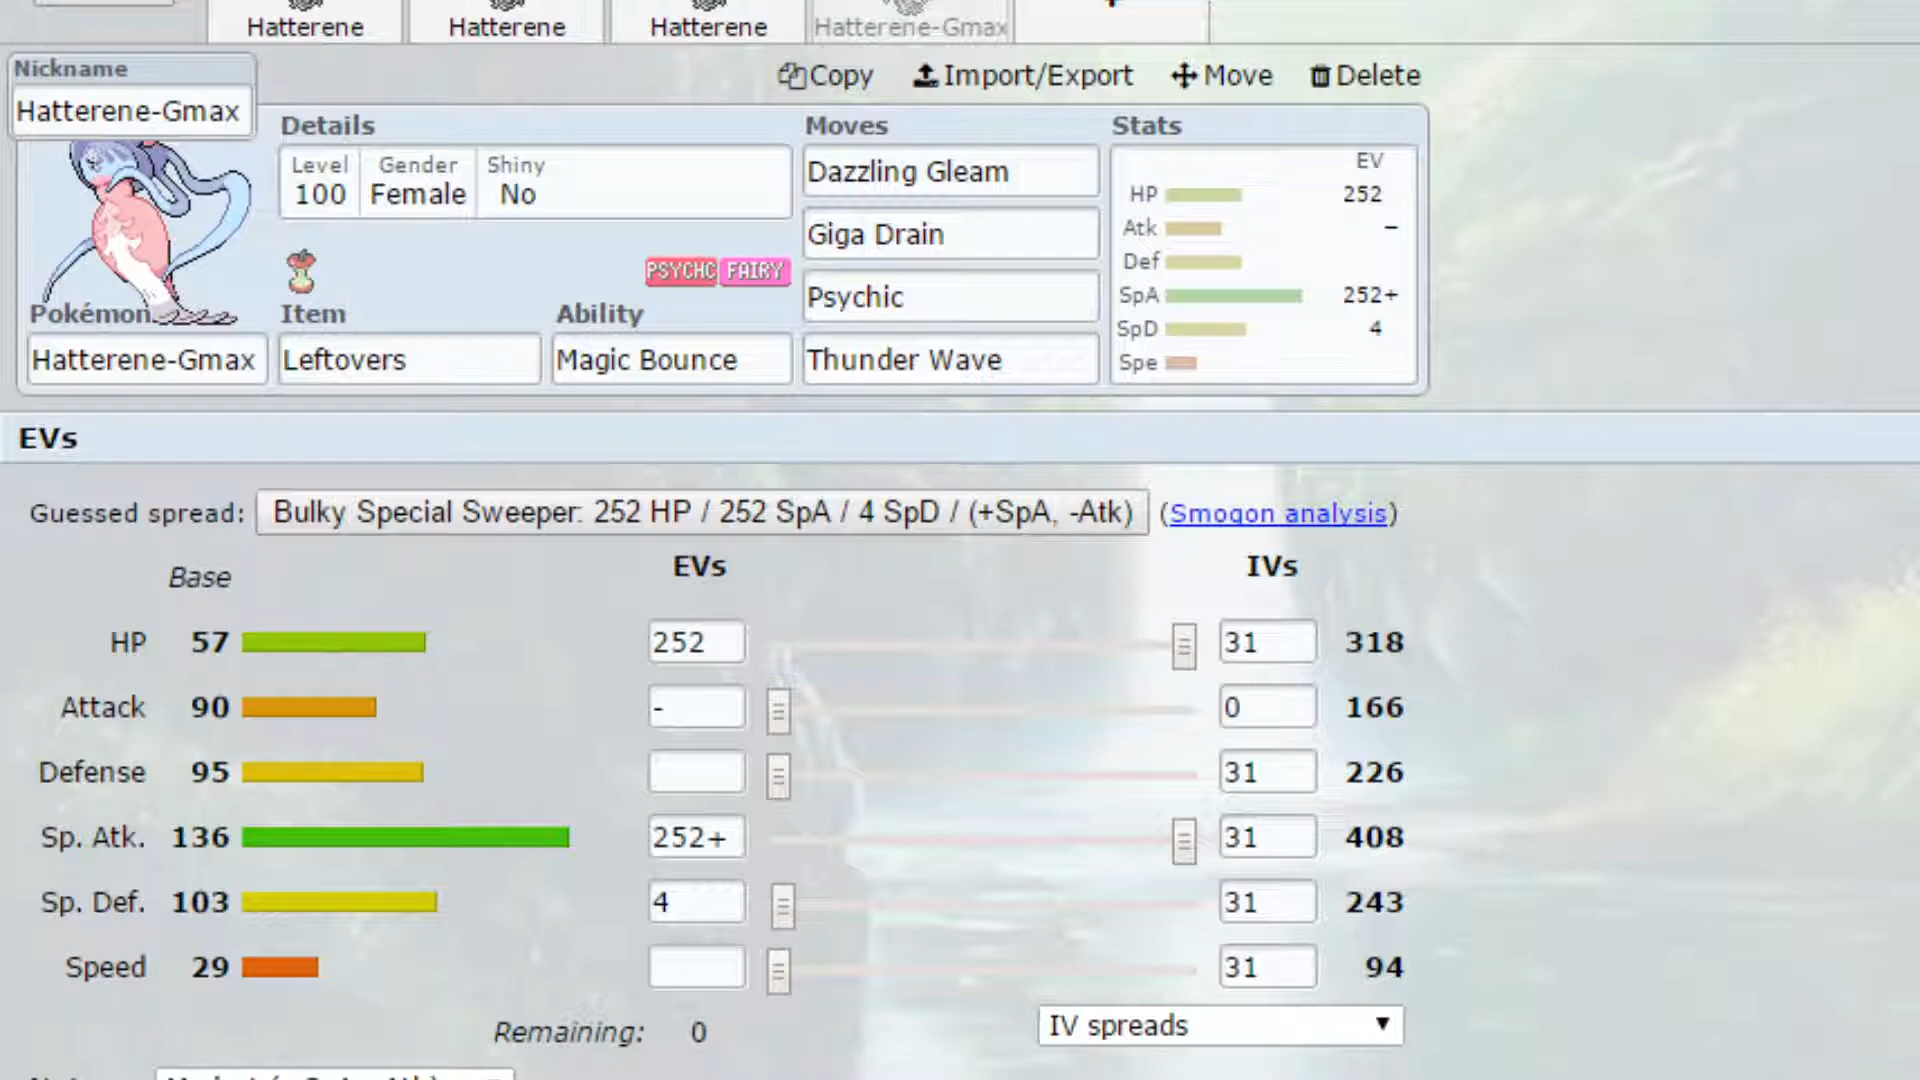 Hatterene Hatterene Hatterene Hatterene-Gmax
Nickname
Hatterene-Gmax
Copy Import/Export Move Delete
Details Moves Stats
Level Gender Shiny
100 Female No
Dazzling Gleam
Giga Drain
Psychic
Thunder Wave
EV
HP 252
Atk -
Def
SpA 252+
SpD 4
Spe
PSYCHC FAIRY
Pokémon Item Ability
Hatterene-Gmax Leftovers Magic Bounce
EVs
Guessed spread: Bulky Special Sweeper: 252 HP / 252 SpA / 4 SpD / (+SpA, -Atk) (Smogon analysis)
Base EVs IVs
HP 57 252 31 318
Attack 90 - 0 166
Defense 95 31 226
Sp. Atk. 136 252+ 31 408
Sp. Def. 103 4 31 243
Speed 29 31 94
Remaining: 0
IV spreads